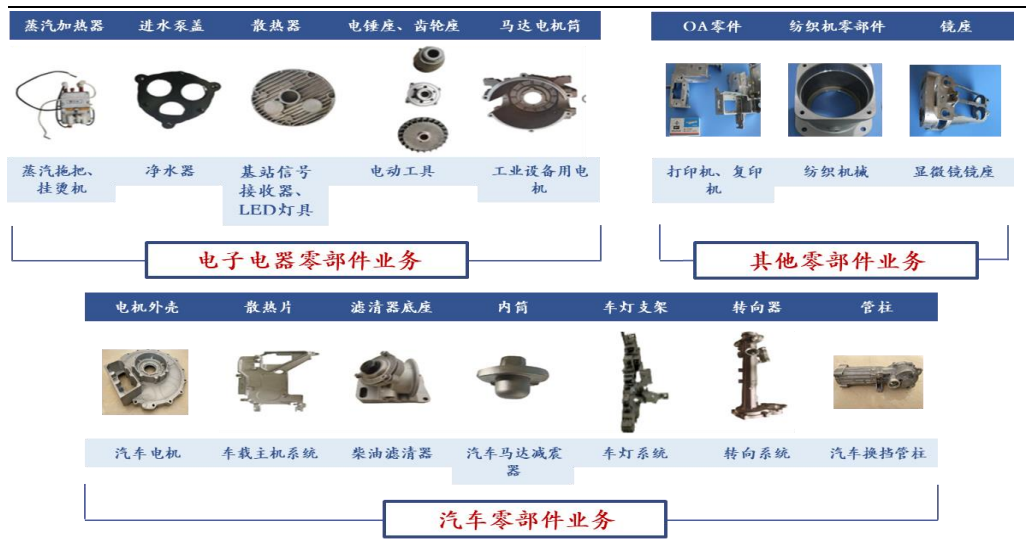 蒸汽加热器 进水泵盖 散热器 电锤座、齿轮座 马达电机筒
蒸汽拖把、 净水器 基站信号 电动工具 工业设备用电
挂烫机 接收器、 机
LED灯具
电子电器零部件业务
OA零件 纺织机零部件 镜座
打印机、复印 纺织机械 显微镜镜座
机
其他零部件业务
电机外壳 散热片 滤清器底座 内筒 车灯支架 转向器 管柱
汽车电机 车载主机系统 柴油滤清器 汽车马达减震 车灯系统 转向系统 汽车换挡管柱
器
汽车零部件业务